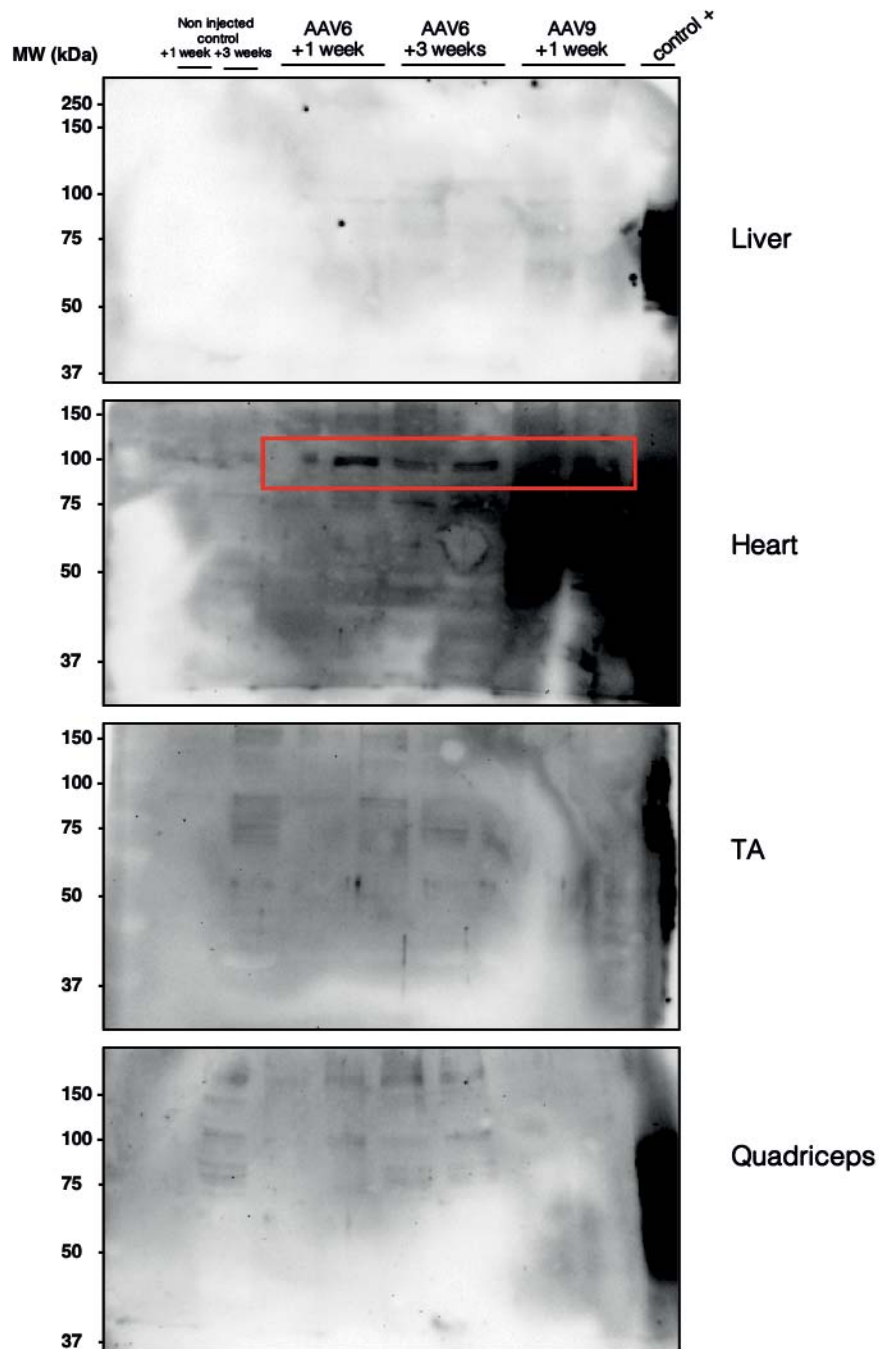 Non injected
control
+1 week +3 weeks
AAV6
+1 week
AAV6
+3 weeks
AAV9
+1 week
control +
MW (kDa)
250
150
100
75
50
37
Liver
150
100
75
50
37
Heart
150
100
75
50
37
TA
150
100
75
50
37
Quadriceps